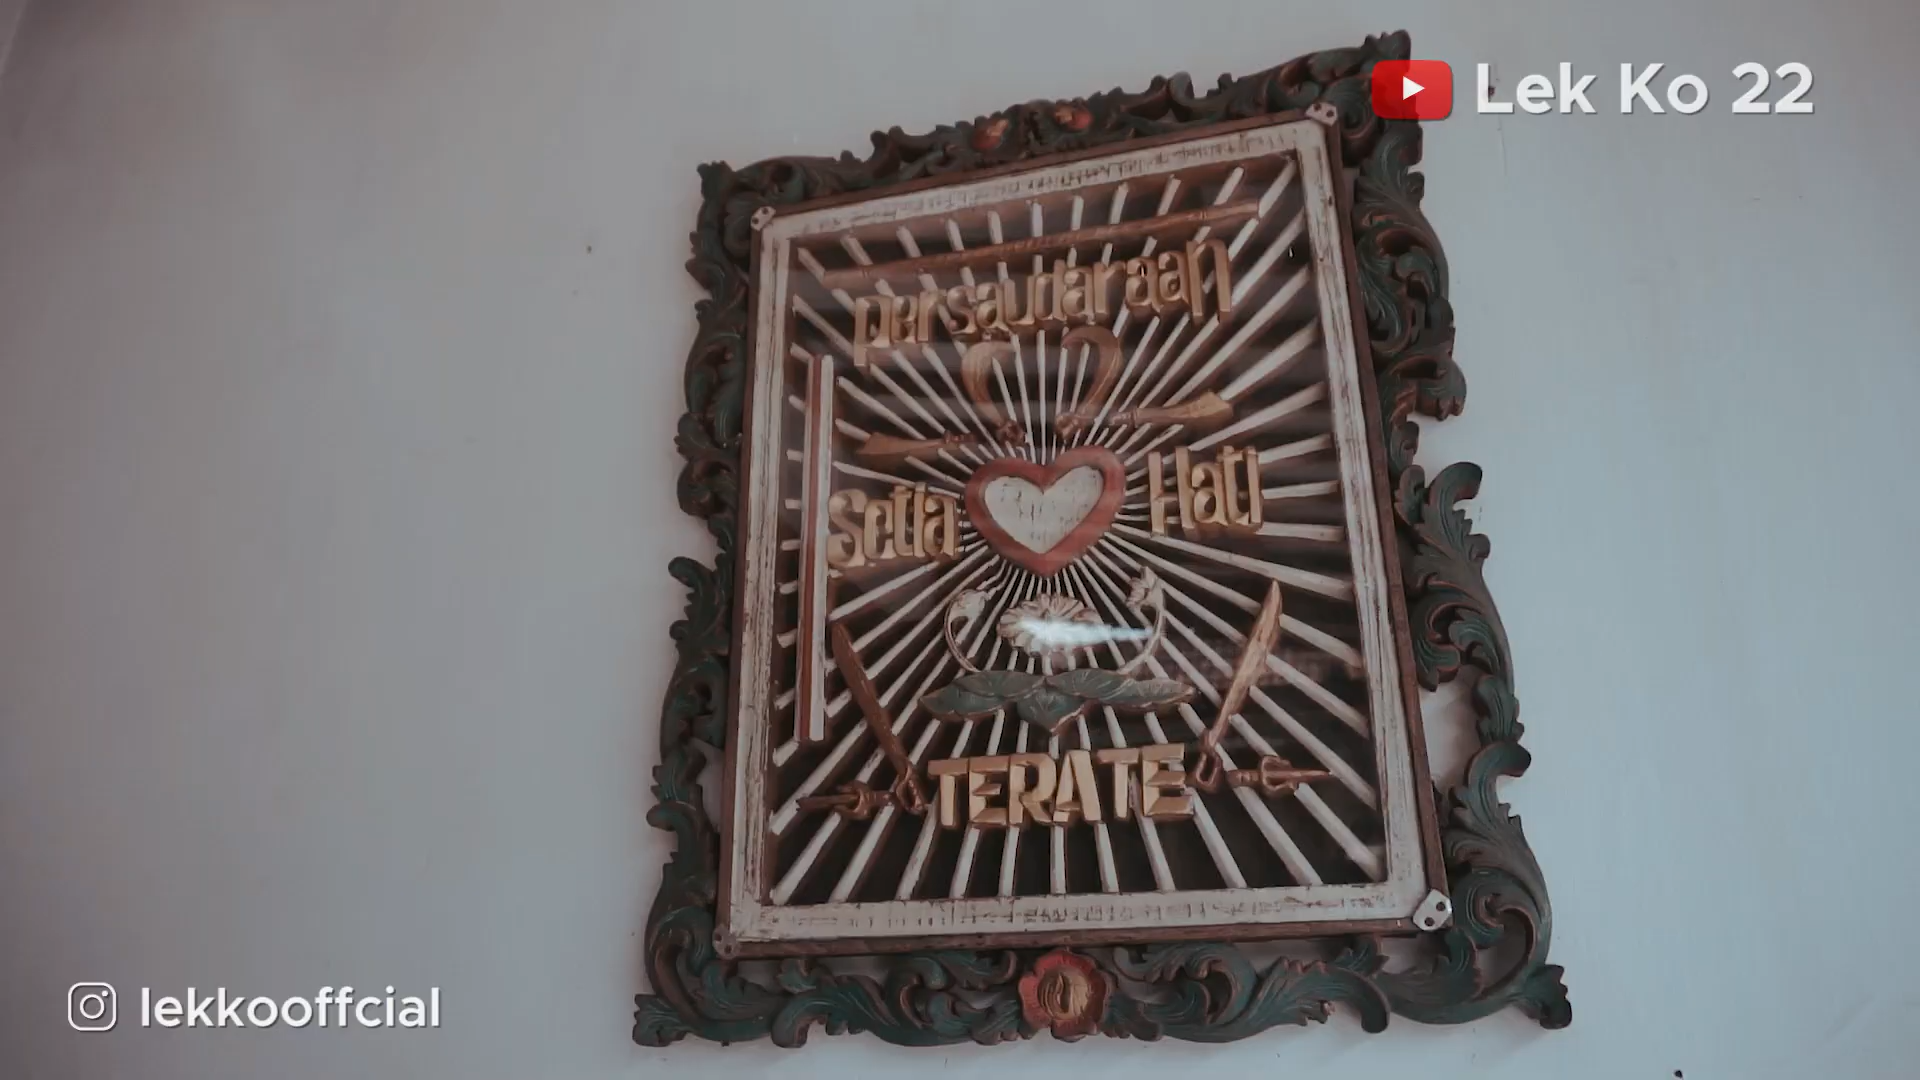 Lek Ko 22
persaudaraan
Setia Hati
TERATE
lekkooffcial